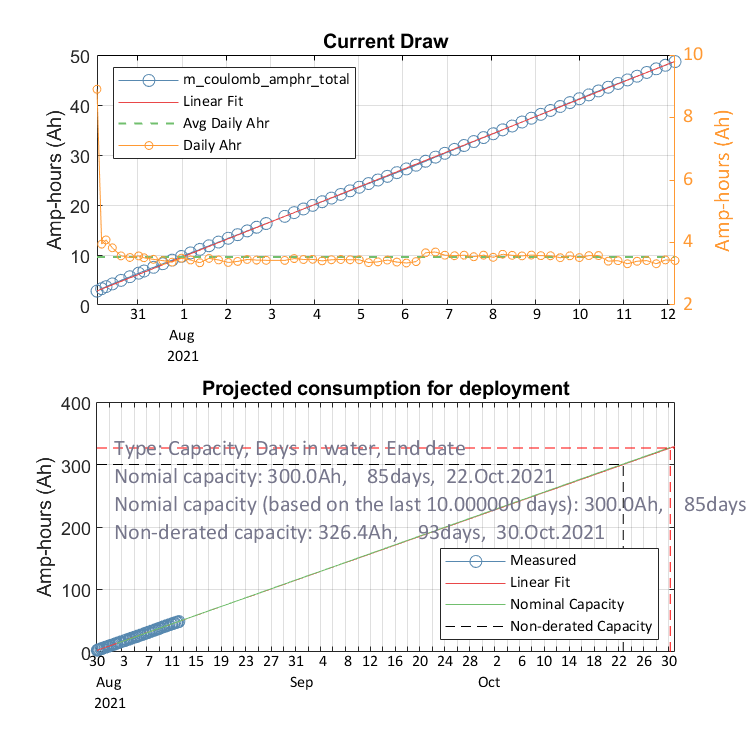 Current Draw
50
40
30
20
10
0
Amp-hours (Ah)
m_coulomb_amphr_total
Linear Fit
Avg Daily Ahr
Daily Ahr
10
8
6
4
2
Amp-hours (Ah)
31 1 2 3 4 5 6 7 8 9 10 11 12
Aug
2021
Projected consumption for deployment
400
300
200
100
0
Amp-hours (Ah)
Type: Capacity, Days in water, End date
Nomial capacity: 300.0Ah, 85days, 22.Oct.2021
Nomial capacity (based on the last 10.000000 days): 300.0Ah, 85days
Non-derated capacity: 326.4Ah, 93days, 30.Oct.2021
Measured
Linear Fit
Nominal Capacity
Non-derated Capacity
30 3 7 11 15 19 23 27 31 4 8 12 16 20 24 28 2 6 10 14 18 22 26 30
Aug Sep Oct
2021